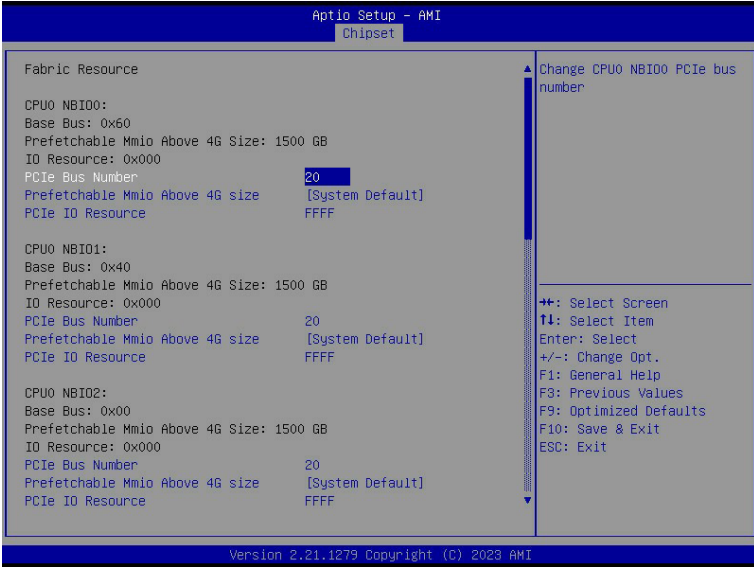 Aptio Setup – AMI
Chipset
Fabric Resource
CPU0 NBIO0:
Base Bus: 0x60
Prefetchable Mmio Above 4G Size: 1500 GB
IO Resource: 0x000
PCIe Bus Number 20
Prefetchable Mmio Above 4G size [System Default]
PCIe IO Resource FFFF
CPU0 NBIO1:
Base Bus: 0x40
Prefetchable Mmio Above 4G Size: 1500 GB
IO Resource: 0x000
PCIe Bus Number 20
Prefetchable Mmio Above 4G size [System Default]
PCIe IO Resource FFFF
CPU0 NBIO2:
Base Bus: 0x00
Prefetchable Mmio Above 4G Size: 1500 GB
IO Resource: 0x000
PCIe Bus Number 20
Prefetchable Mmio Above 4G size [System Default]
PCIe IO Resource FFFF
Change CPU0 NBIO0 PCIe bus
number
→←: Select Screen
↑↓: Select Item
Enter: Select
+/-: Change Opt.
F1: General Help
F3: Previous Values
F9: Optimized Defaults
F10: Save & Exit
ESC: Exit
Version 2.21.1279 Copyright (C) 2023 AMI